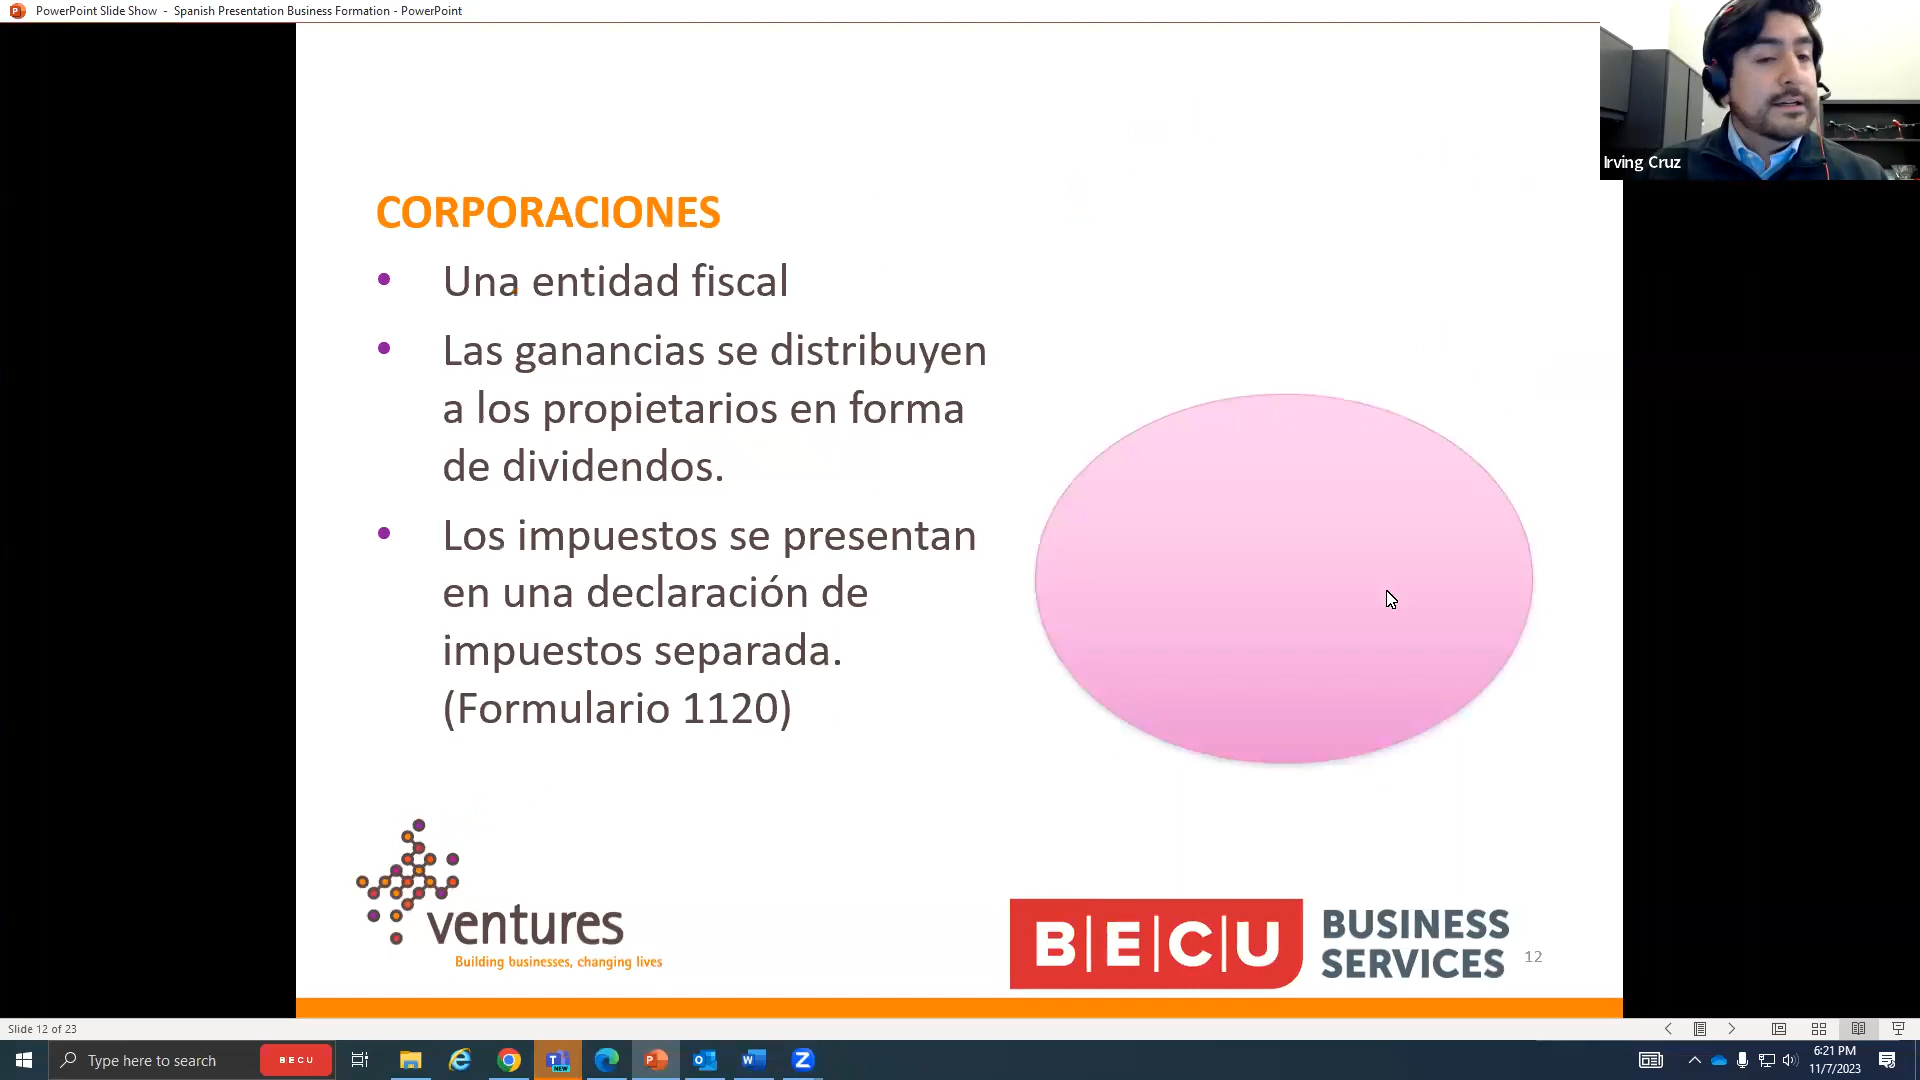 PowerPoint Slide Show - Spanish Presentation Business Formation - PowerPoint
Irving Cruz
CORPORACIONES
• Una entidad fiscal
• Las ganancias se distribuyen
a los propietarios en forma
de dividendos.
• Los impuestos se presentan
en una declaración de
impuestos separada.
(Formulario 1120)
ventures
Building businesses, changing lives
BECU
BUSINESS
SERVICES
12
Slide 12 of 23
Type here to search
BECU
NEW
6:21 PM
11/7/2023